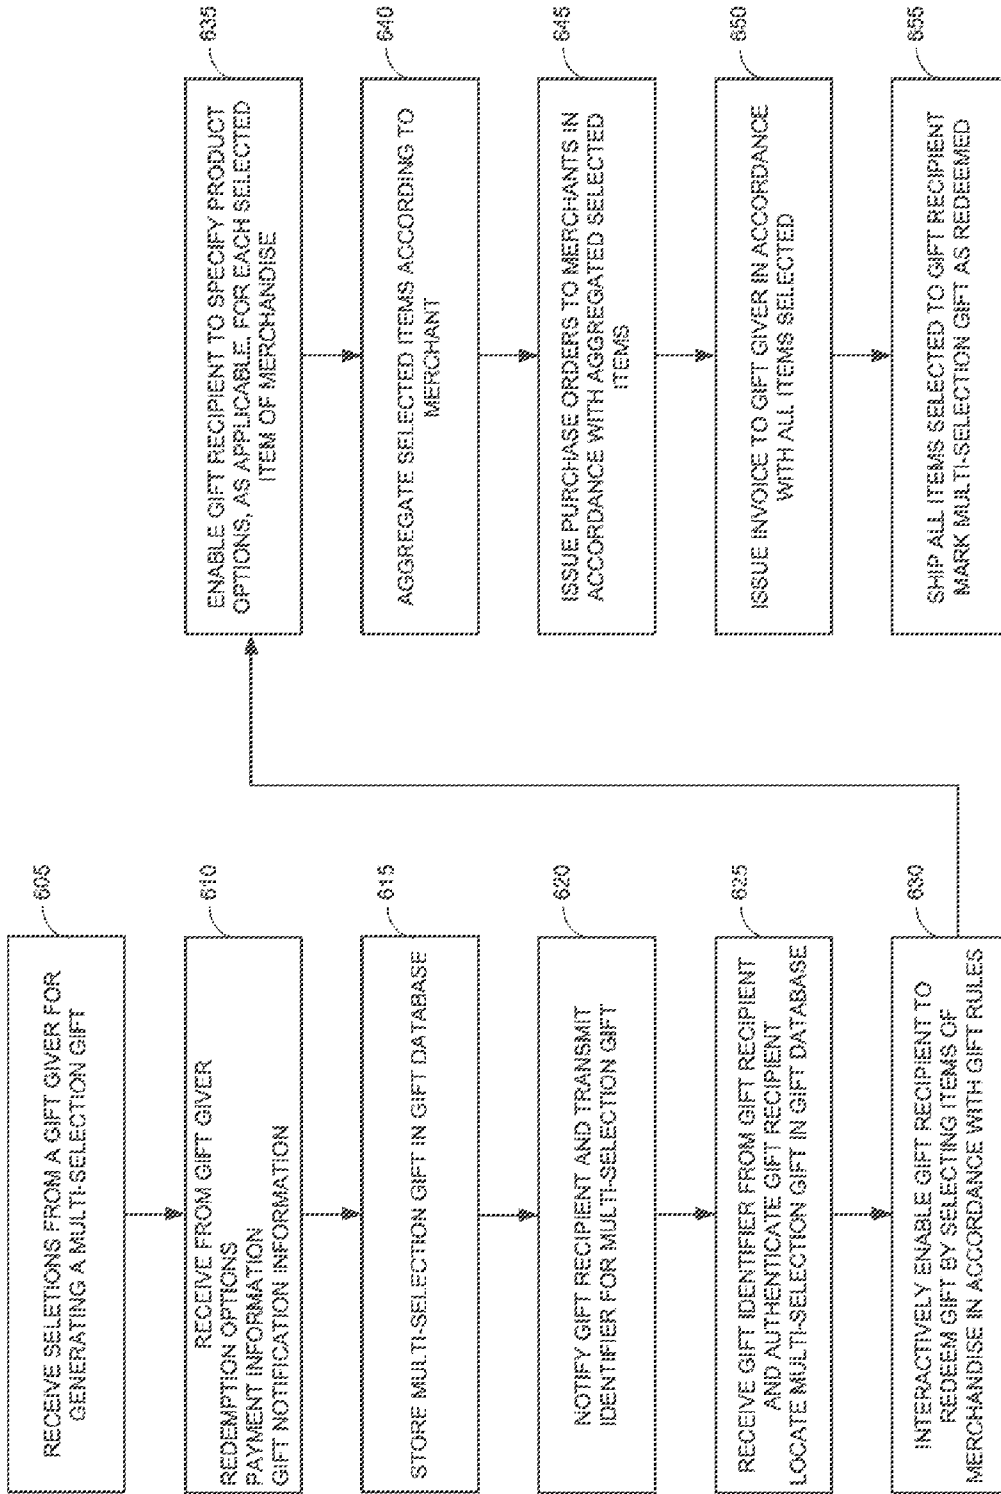 605
RECEIVE SELETIONS FROM A GIFT GIVER FOR
GENERATING A MULTI-SELECTION GIFT
610
RECEIVE FROM GIFT GIVER
REDEMPTION OPTIONS
PAYMENT INFORMATION
GIFT NOTIFICATION INFORMATION
615
STORE MULTI-SELECTION GIFT IN GIFT DATABASE
620
NOTIFY GIFT RECIPIENT AND TRANSMIT
IDENTIFIER FOR MULTI-SELECTION GIFT
625
RECEIVE GIFT IDENTIFIER FROM GIFT RECIPIENT
AND AUTHENTICATE GIFT RECIPIENT
LOCATE MULTI-SELECTION GIFT IN GIFT DATABASE
630
INTERACTIVELY ENABLE GIFT RECIPIENT TO
REDEEM GIFT BY SELECTING ITEMS OF
MERCHANDISE IN ACCORDANCE WITH GIFT RULES
635
ENABLE GIFT RECIPIENT TO SPECIFY PRODUCT
OPTIONS, AS APPLICABLE, FOR EACH SELECTED
ITEM OF MERCHANDISE
640
AGGREGATE SELECTED ITEMS ACCORDING TO
MERCHANT
645
ISSUE PURCHASE ORDERS TO MERCHANTS IN
ACCORDANCE WITH AGGREGATED SELECTED
ITEMS
650
ISSUE INVOICE TO GIFT GIVER IN ACCORDANCE
WITH ALL ITEMS SELECTED
655
SHIP ALL ITEMS SELECTED TO GIFT RECIPIENT
MARK MULTI-SELECTION GIFT AS REDEEMED